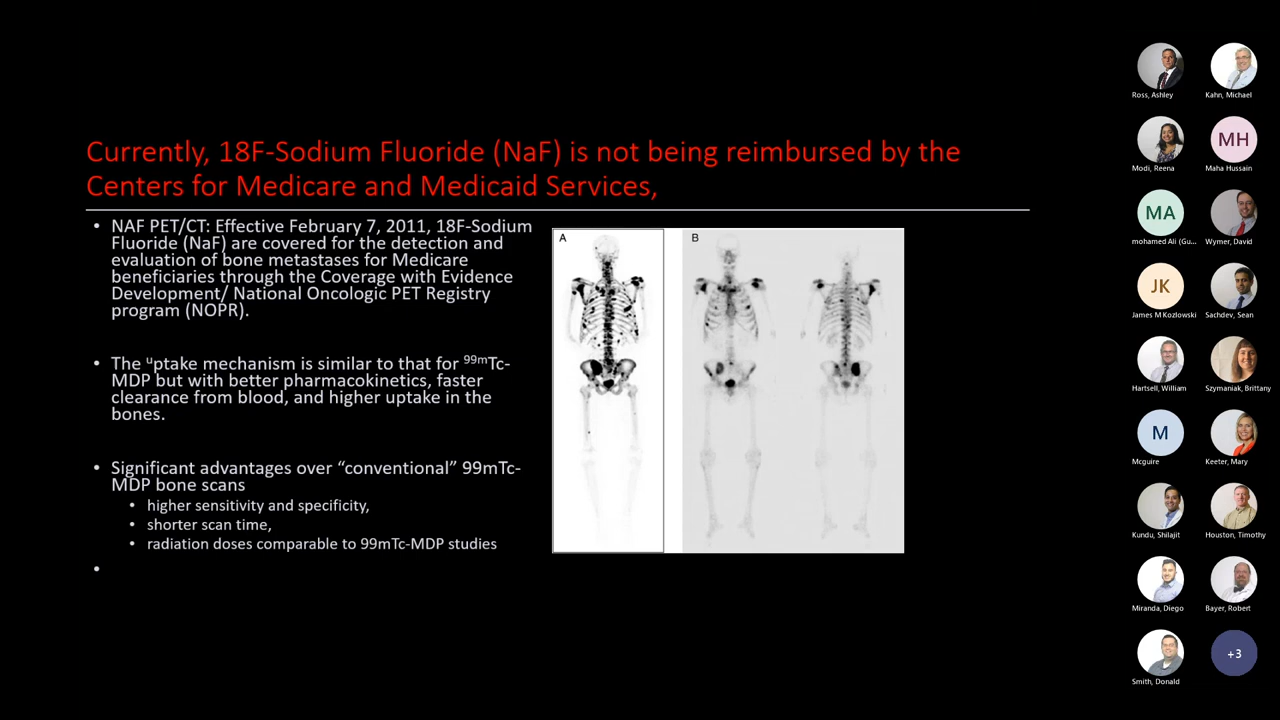 Currently, 18F-Sodium Fluoride (NaF) is not being reimbursed by the
Centers for Medicare and Medicaid Services,
• NAF PET/CT: Effective February 7, 2011, 18F-Sodium
Fluoride (NaF) are covered for the detection and
evaluation of bone metastases for Medicare
beneficiaries through the Coverage with Evidence
Development/ National Oncologic PET Registry
program (NOPR).
• The ᵘptake mechanism is similar to that for ⁹⁹ᵐTc-
MDP but with better pharmacokinetics, faster
clearance from blood, and higher uptake in the
bones.
• Significant advantages over “conventional” 99mTc-
MDP bone scans
• higher sensitivity and specificity,
• shorter scan time,
• radiation doses comparable to 99mTc-MDP studies
•
A
B
Ross, Ashley
Kahn, Michael
Modi, Reena
MH
Maha Hussain
MA
mohamed Ali (Gu...
Wymer, David
JK
James M Kozlowski
Sachdev, Sean
Hartsell, William
Szymaniak, Brittany
M
Mcguire
Keeter, Mary
Kundu, Shilajit
Houston, Timothy
Miranda, Diego
Bayer, Robert
Smith, Donald
+3